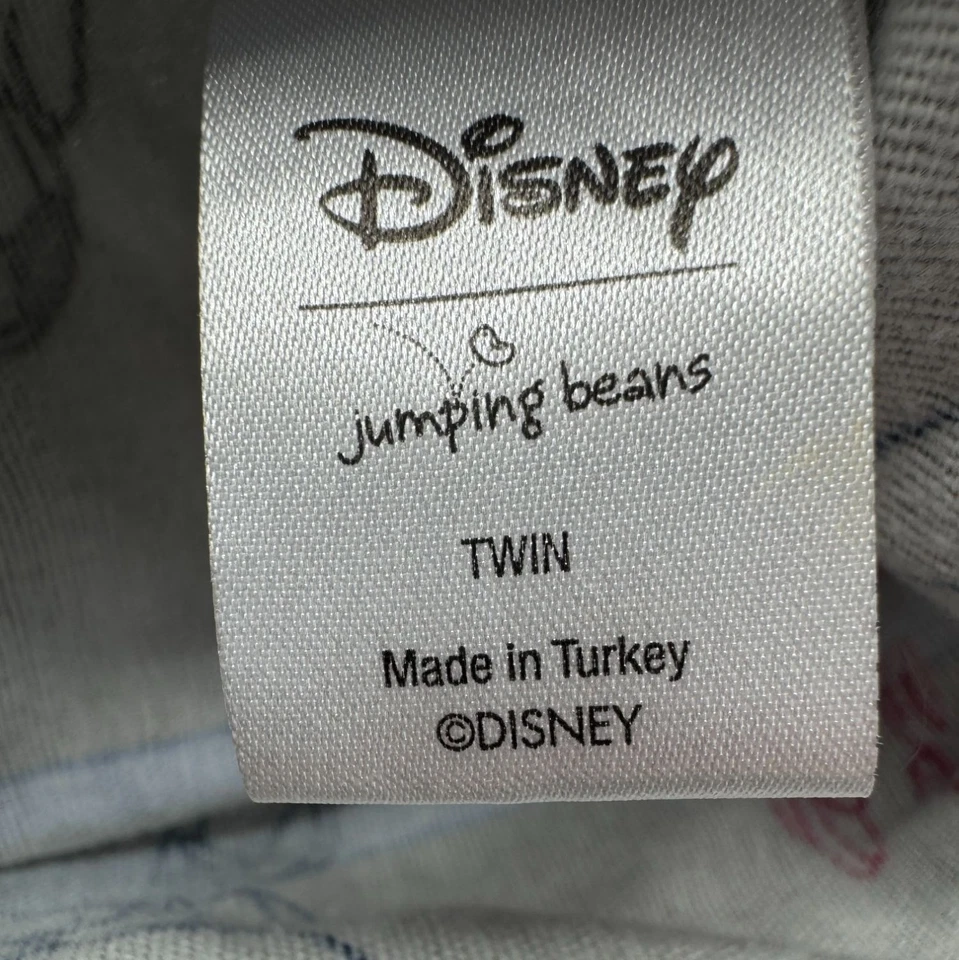 Disney
jumping beans
TWIN
Made in Turkey
©DISNEY